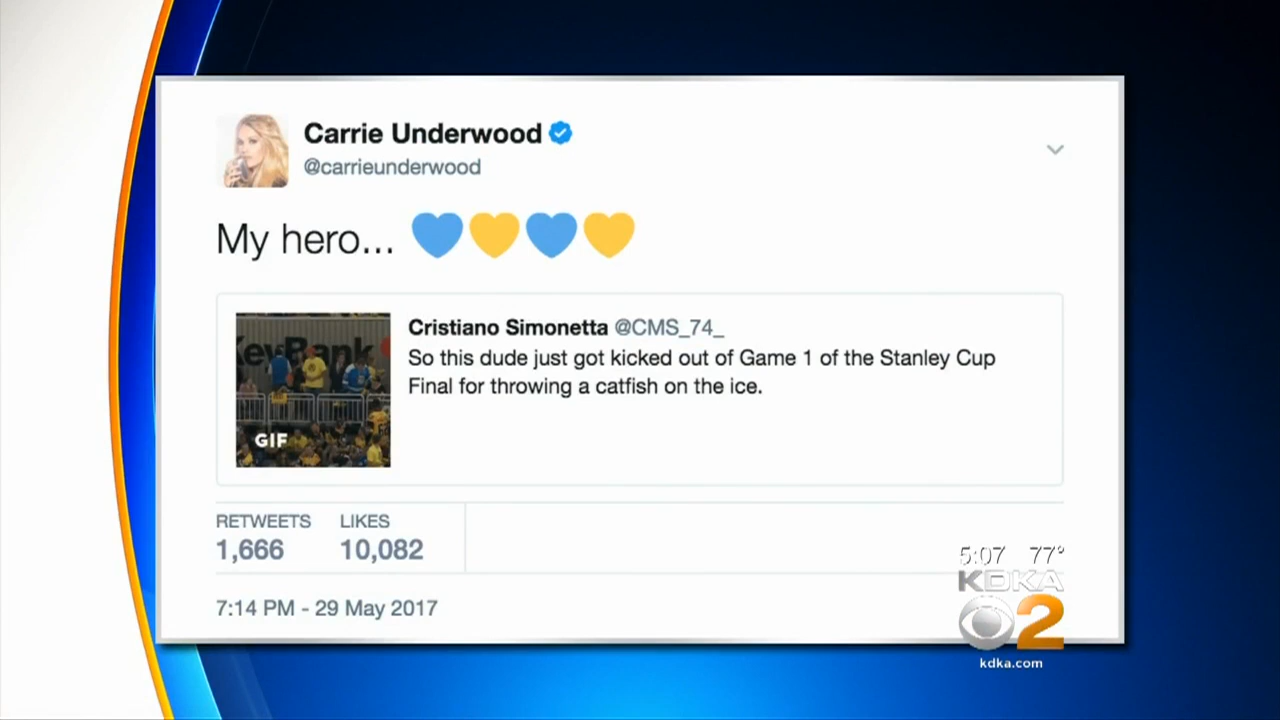 Carrie Underwood
@carrieunderwood
My hero... 💙💛💙💛
KeyBank
GIF
Cristiano Simonetta @CMS_74_
So this dude just got kicked out of Game 1 of the Stanley Cup
Final for throwing a catfish on the ice.
RETWEETS LIKES
1,666 10,082
7:14 PM - 29 May 2017
5:07 77°
KDKA
2
kdka.com